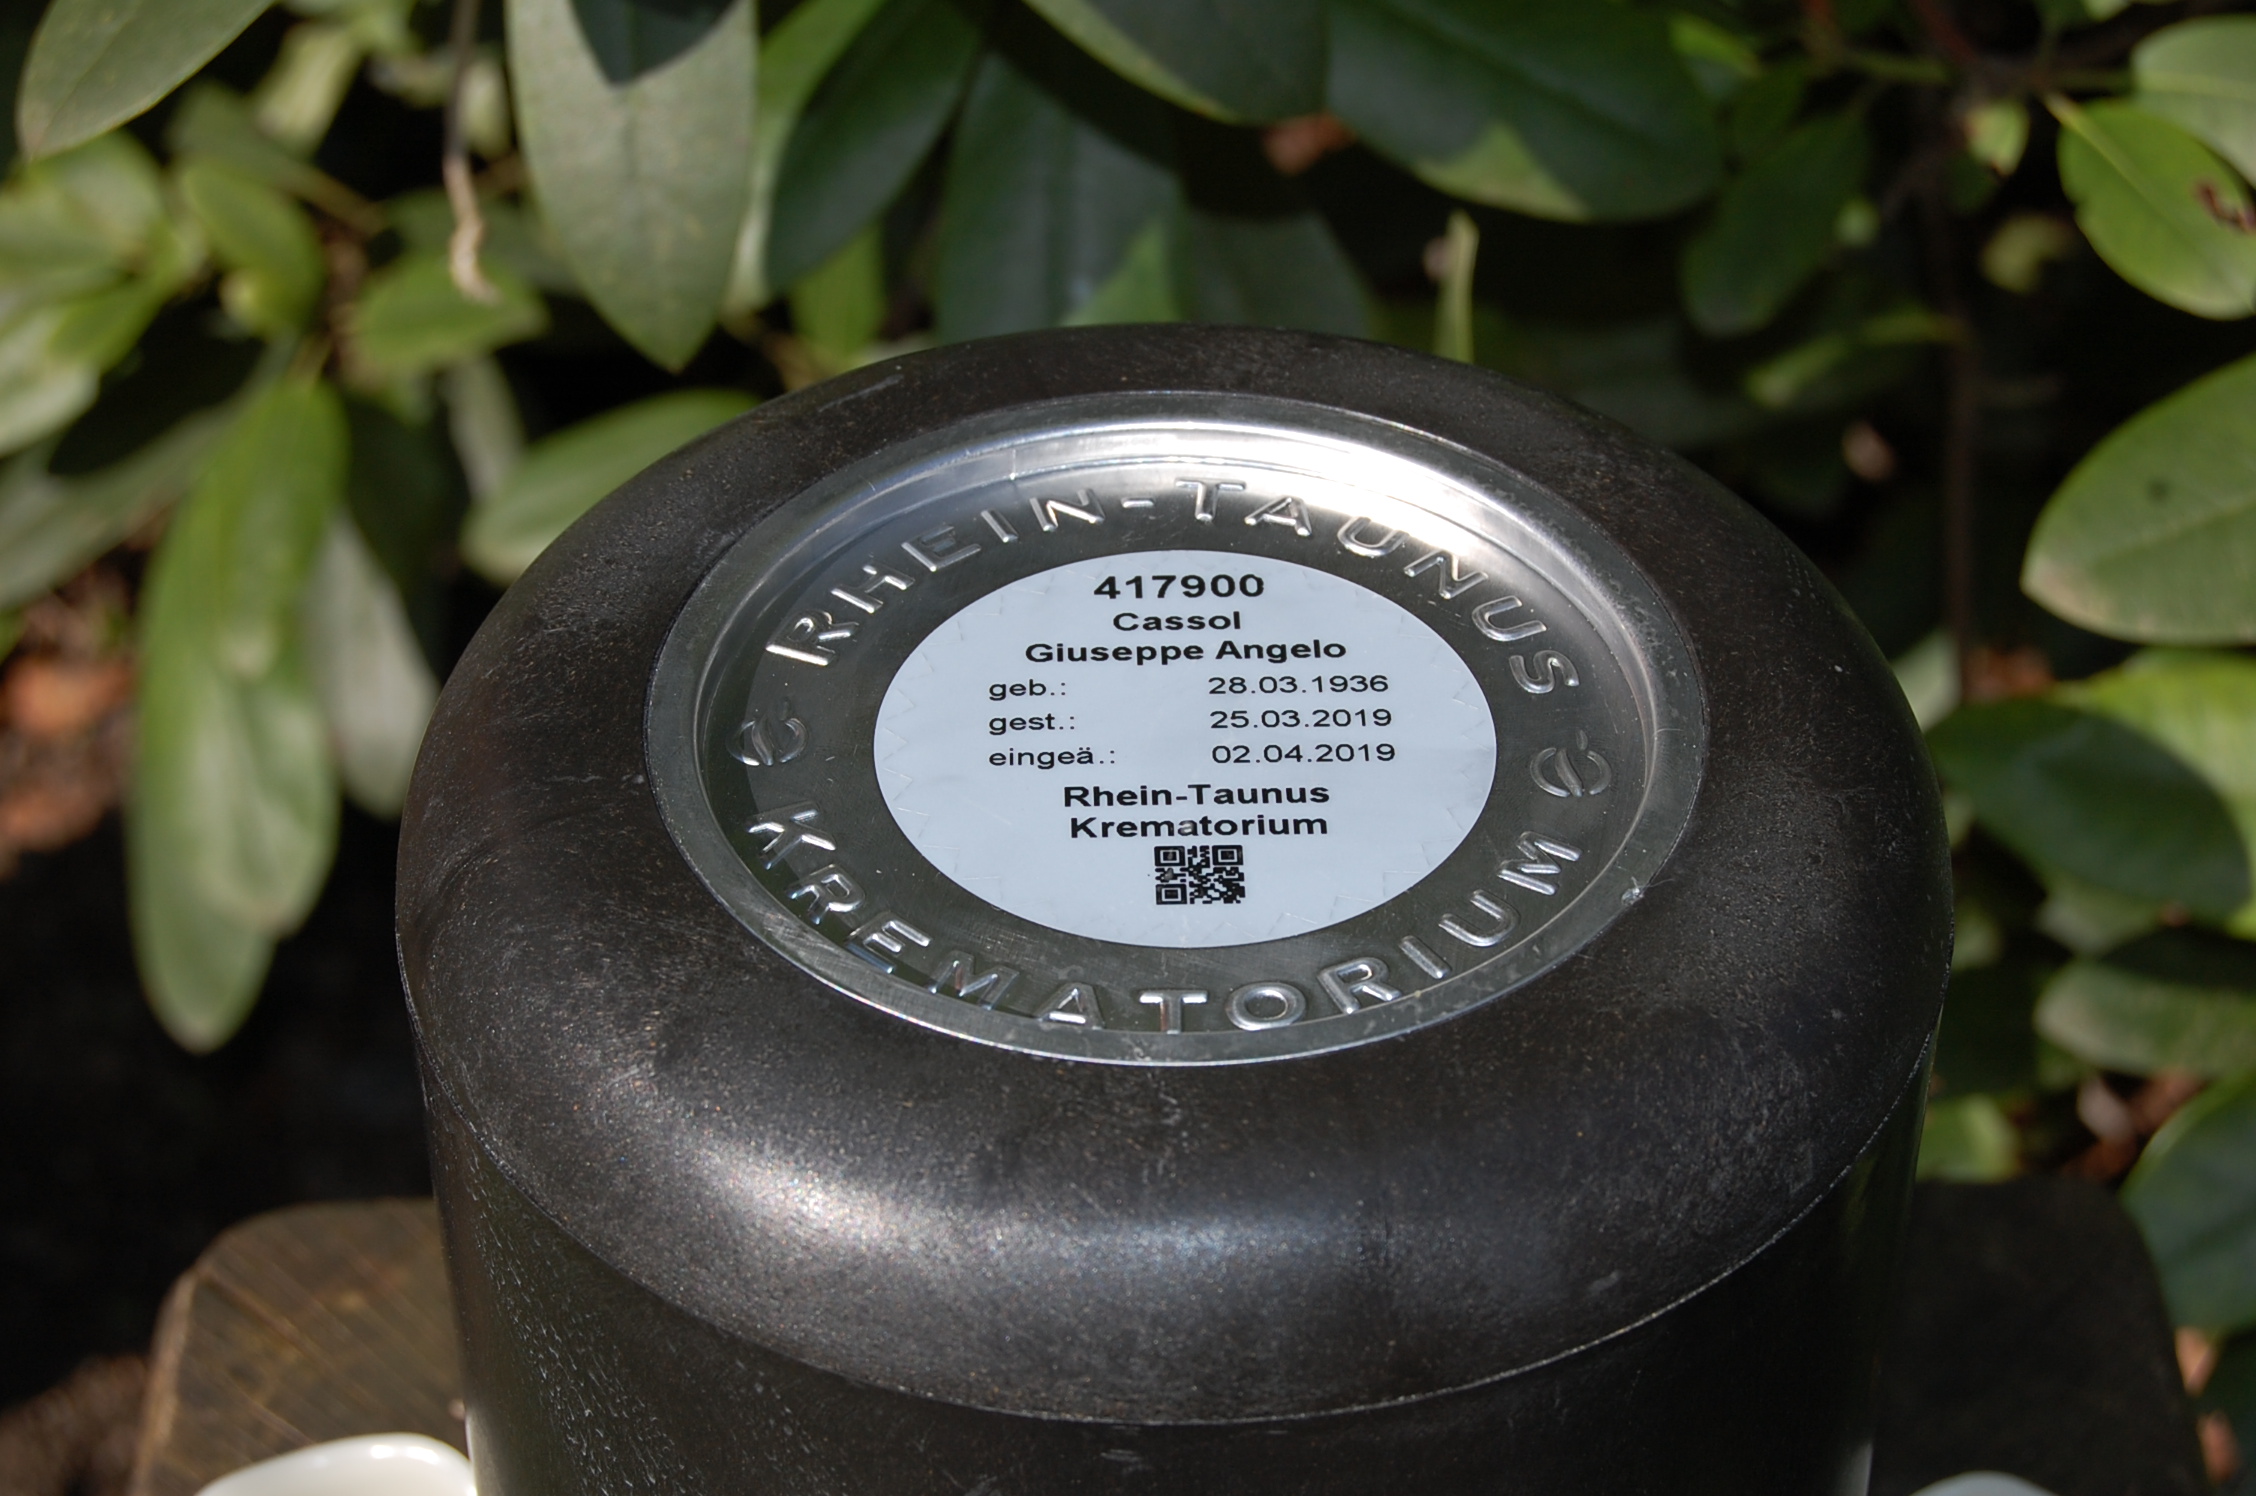 RHEIN-TAUNUS
417900
Cassol
Giuseppe Angelo
geb.: 28.03.1936
gest.: 25.03.2019
eingeä.: 02.04.2019
Rhein-Taunus
Krematorium
KREMATORIUM